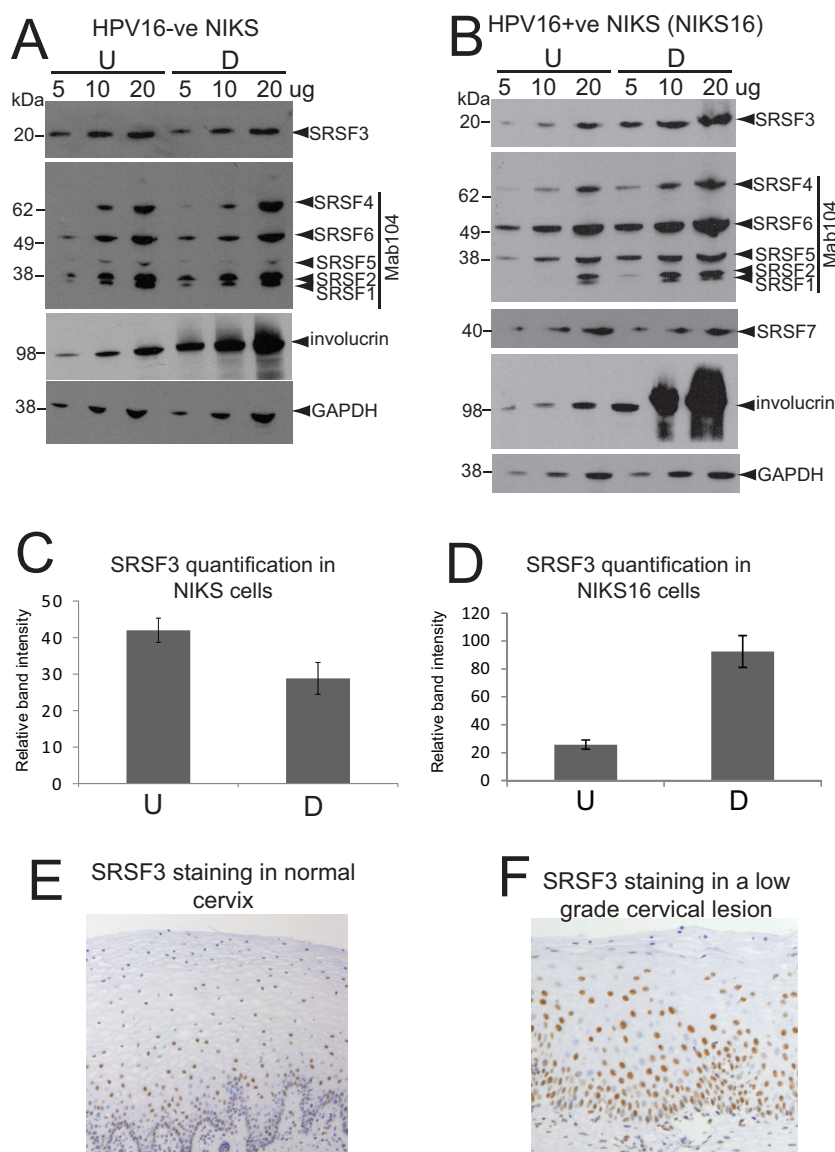 A
HPV16-ve NIKS
U D
5 10 20 5 10 20 ug
kDa
20
SRSF3
62
49
38
SRSF4
SRSF6
SRSF5
SRSF2
SRSF1
Mab104
98
involucrin
38
GAPDH
B
HPV16+ve NIKS (NIKS16)
U D
5 10 20 5 10 20 ug
kDa
20
SRSF3
62
49
38
SRSF4
SRSF6
SRSF5
SRSF2
SRSF1
Mab104
40
SRSF7
98
involucrin
38
GAPDH
C
SRSF3 quantification in
NIKS cells
Relative band intensity
50
40
30
20
10
0
U D
D
SRSF3 quantification in
NIKS16 cells
Relative band intensity
120
100
80
60
40
20
0
U D
E
SRSF3 staining in normal
cervix
F
SRSF3 staining in a low
grade cervical lesion